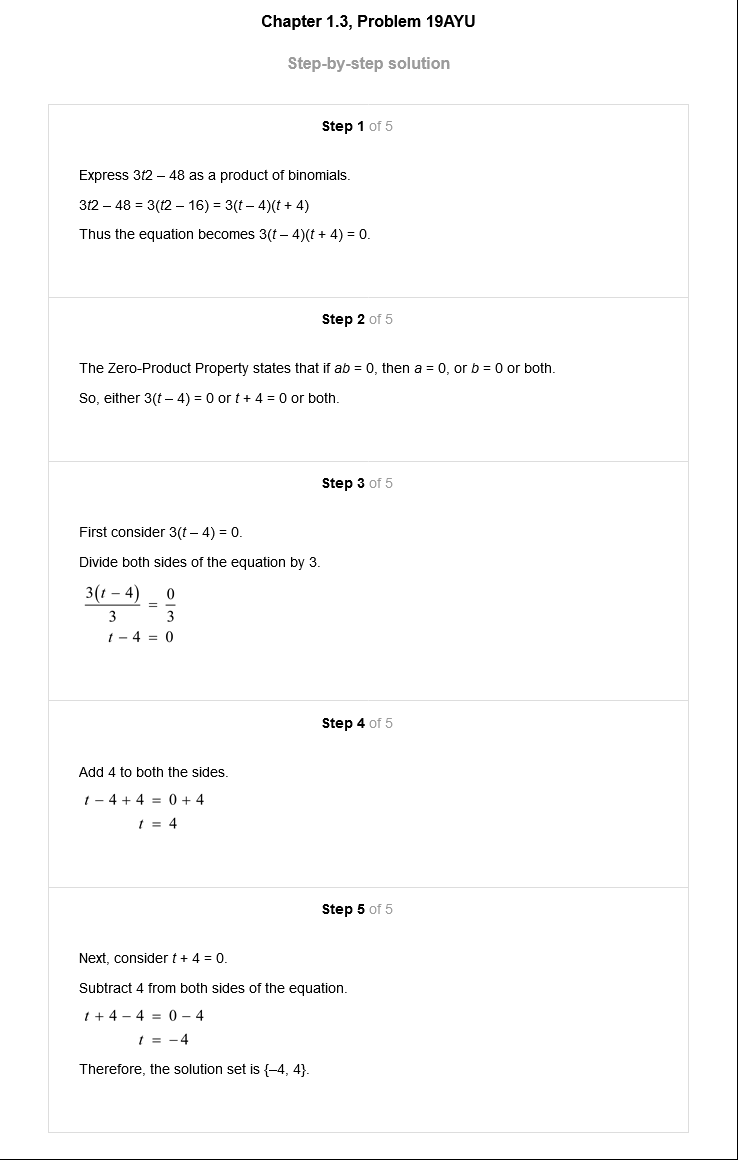 Chapter 1.3, Problem 19AYU
Step-by-step solution
Step 1 of 5
Express 3t2 – 48 as a product of binomials.
3t2 – 48 = 3(t2 – 16) = 3(t – 4)(t + 4)
Thus the equation becomes 3(t – 4)(t + 4) = 0.
Step 2 of 5
The Zero-Product Property states that if ab = 0, then a = 0, or b = 0 or both.
So, either 3(t – 4) = 0 or t + 4 = 0 or both.
Step 3 of 5
First consider 3(t – 4) = 0.
Divide both sides of the equation by 3.
3(t – 4)/3 = 0/3
t – 4 = 0
Step 4 of 5
Add 4 to both the sides.
t – 4 + 4 = 0 + 4
t = 4
Step 5 of 5
Next, consider t + 4 = 0.
Subtract 4 from both sides of the equation.
t + 4 – 4 = 0 – 4
t = –4
Therefore, the solution set is {–4, 4}.